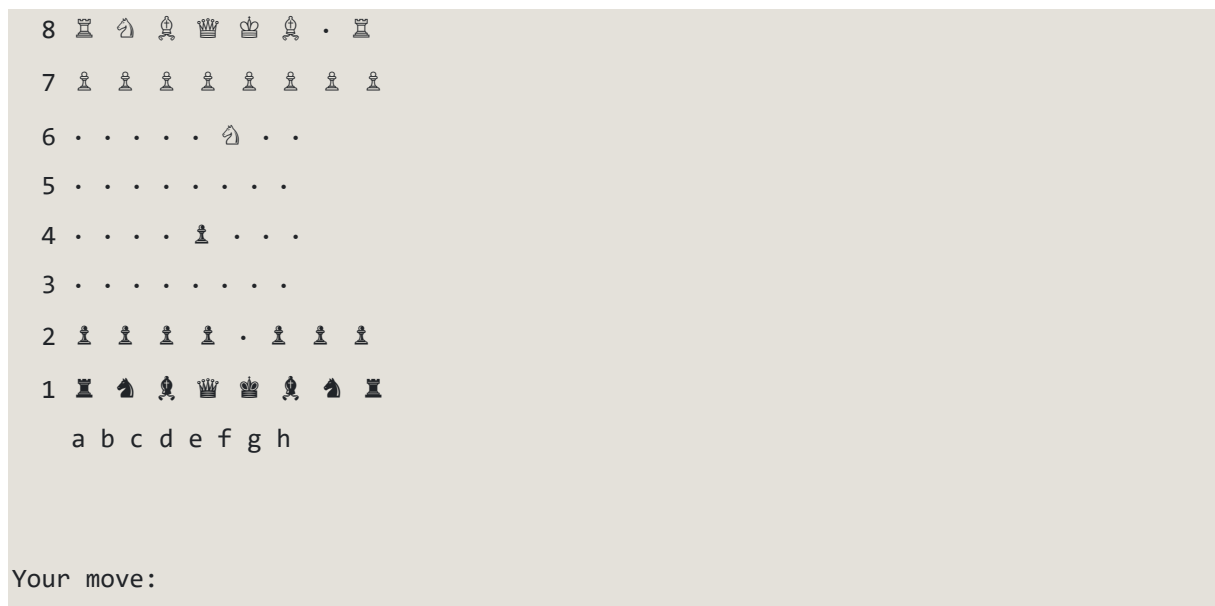 8 ♖ ♘ ♗ ♕ ♔ ♗ · ♖
7 ♙ ♙ ♙ ♙ ♙ ♙ ♙ ♙
6 · · · · · ♘ · ·
5 · · · · · · · ·
4 · · · · ♟ · · ·
3 · · · · · · · ·
2 ♟ ♟ ♟ ♟ · ♟ ♟ ♟
1 ♜ ♞ ♝ ♛ ♚ ♝ ♞ ♜
a b c d e f g h
Your move: